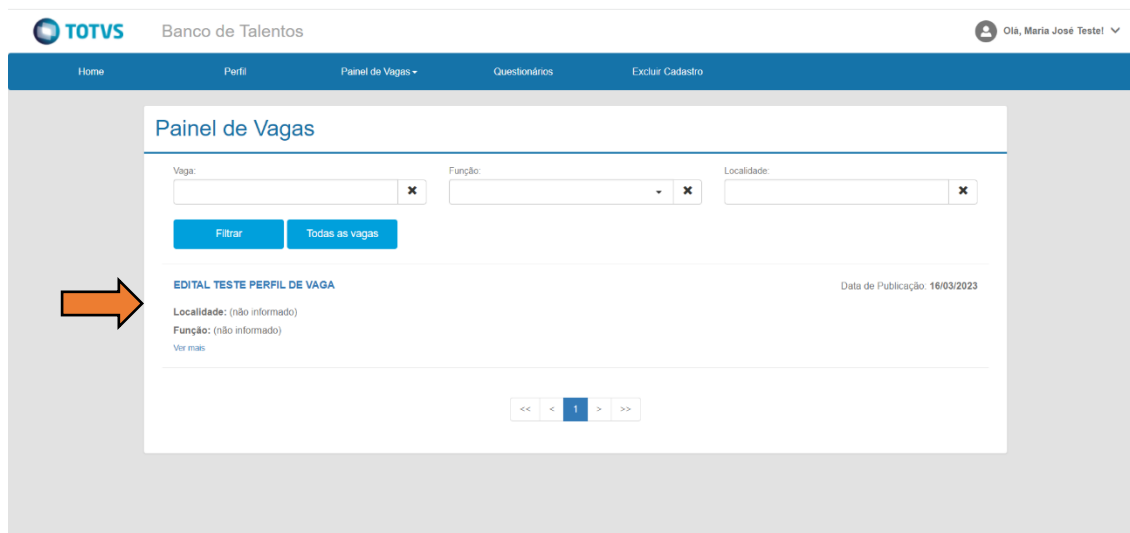 TOTVS Banco de Talentos Olá, Maria José Teste!
Home Perfil Painel de Vagas Questionários Excluir Cadastro
Painel de Vagas
Vaga: Função: Localidade:
Filtrar Todas as vagas
EDITAL TESTE PERFIL DE VAGA Data de Publicação: 16/03/2023
Localidade: (não informado)
Função: (não informado)
Ver mais
<< < 1 > >>